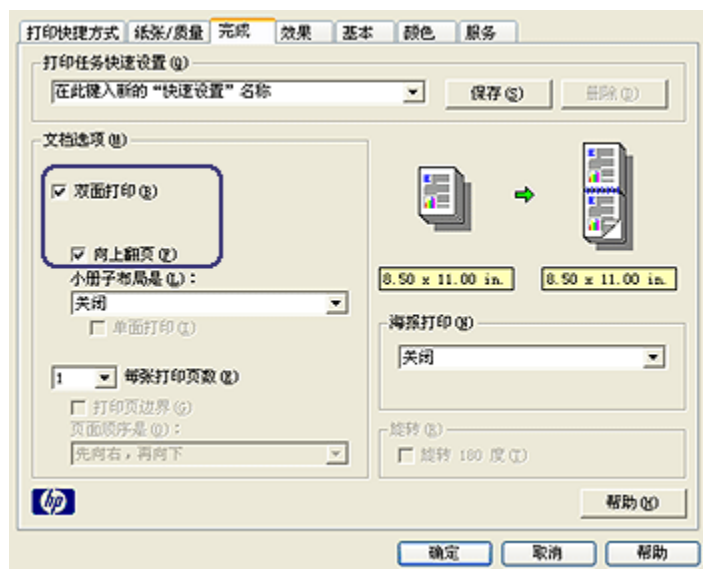 打印快捷方式 纸张/质量 完成 效果 基本 颜色 服务
打印任务快速设置(Q)
在此键入新的“快速设置”名称 保存(S) 删除(D)
文档选项(M)
双面打印(B)
向上翻页(P)
小册子布局是(L)：
8.50 x 11.00 in. 8.50 x 11.00 in.
关闭
单面打印(I)
海报打印(N)
关闭
1 每张打印页数(E)
打印页边界(G)
页面顺序是(O)：
先向右，再向下
旋转(R)
旋转 180 度(T)
hp
帮助(K)
确定 取消 帮助